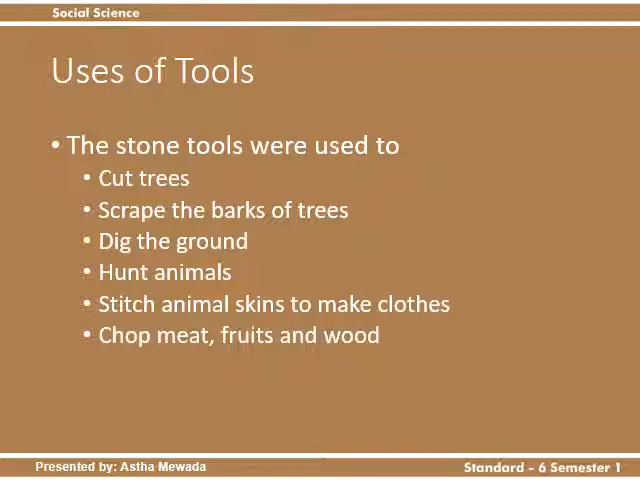 Social Science
Uses of Tools
• The stone tools were used to
• Cut trees
• Scrape the barks of trees
• Dig the ground
• Hunt animals
• Stitch animal skins to make clothes
• Chop meat, fruits and wood
Presented by: Astha Mewada
Standard - 6 Semester 1